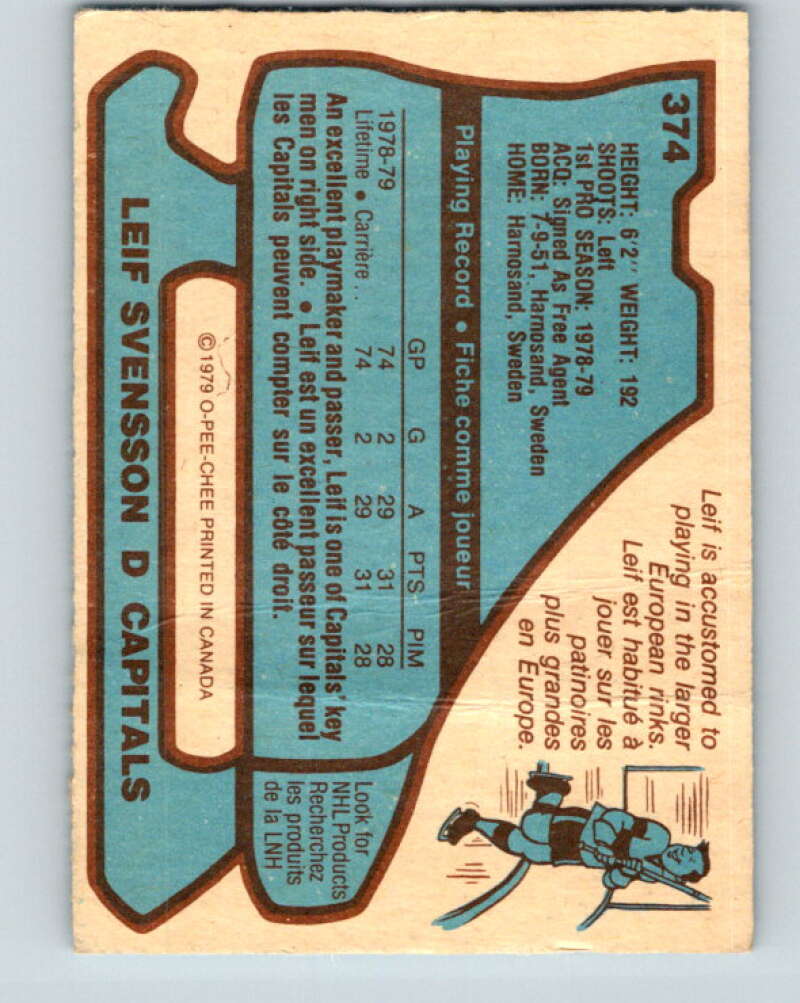 374
HEIGHT: 6'2" WEIGHT: 192
SHOOTS: Left
1st PRO SEASON: 1978-79
ACQ: Signed As Free Agent
BORN: 7-9-51, Harnosand, Sweden
HOME: Harnosand, Sweden
Leif is accustomed to
playing in the larger
European rinks.
Leif est habitué à
jouer sur les
patinoires
plus grandes
en Europe.
Playing Record • Fiche comme joueur
GP G A PTS PIM
1978-79 74 2 29 31 28
Lifetime • Carrière .. 74 2 29 31 28
An excellent playmaker and passer, Leif is one of Capitals' key
men on right side. • Leif est un excellent passeur sur lequel
les Capitals peuvent compter sur le côté droit.
Look for
NHL Products
Recherchez
les produits
de la LNH
© 1979 O-PEE-CHEE PRINTED IN CANADA
LEIF SVENSSON D CAPITALS